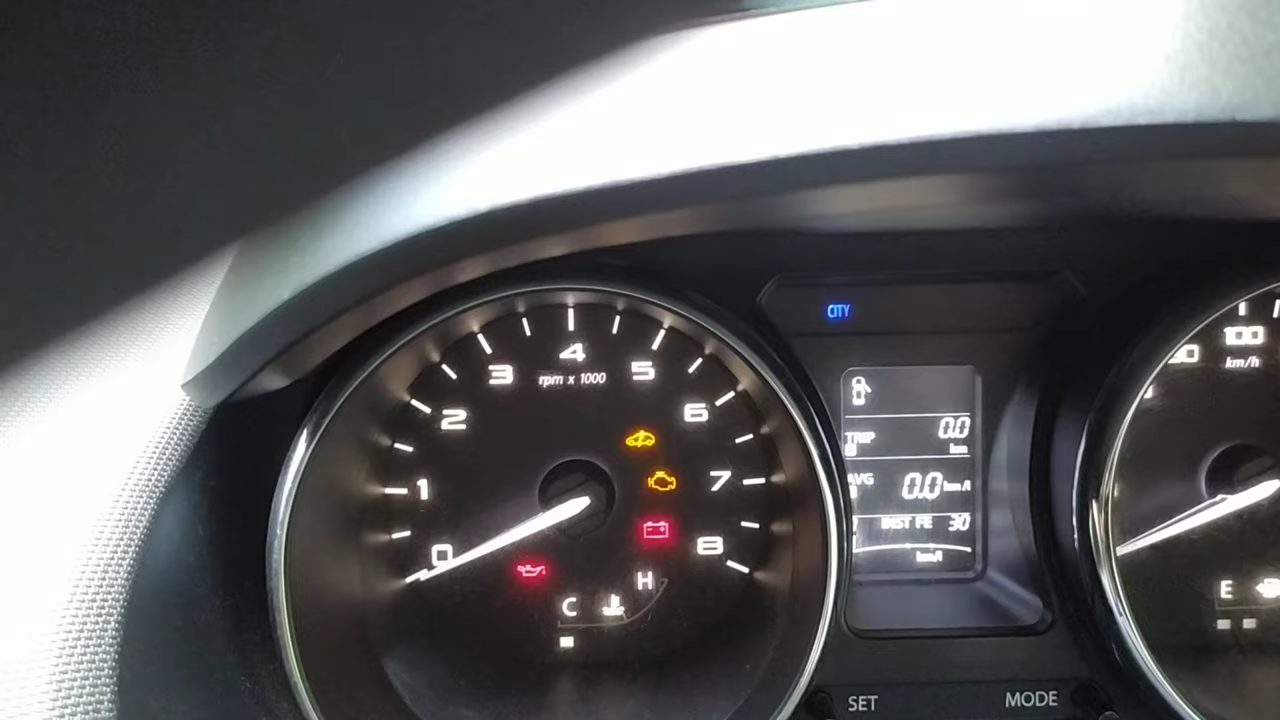 4
3
5
rpm x 1000
2
6
1
7
0
8
H
C
CITY
TRIP 0.0
km
AVG 0.0 km/l
INST FE 30
km/l
SET MODE
100
km/h
E